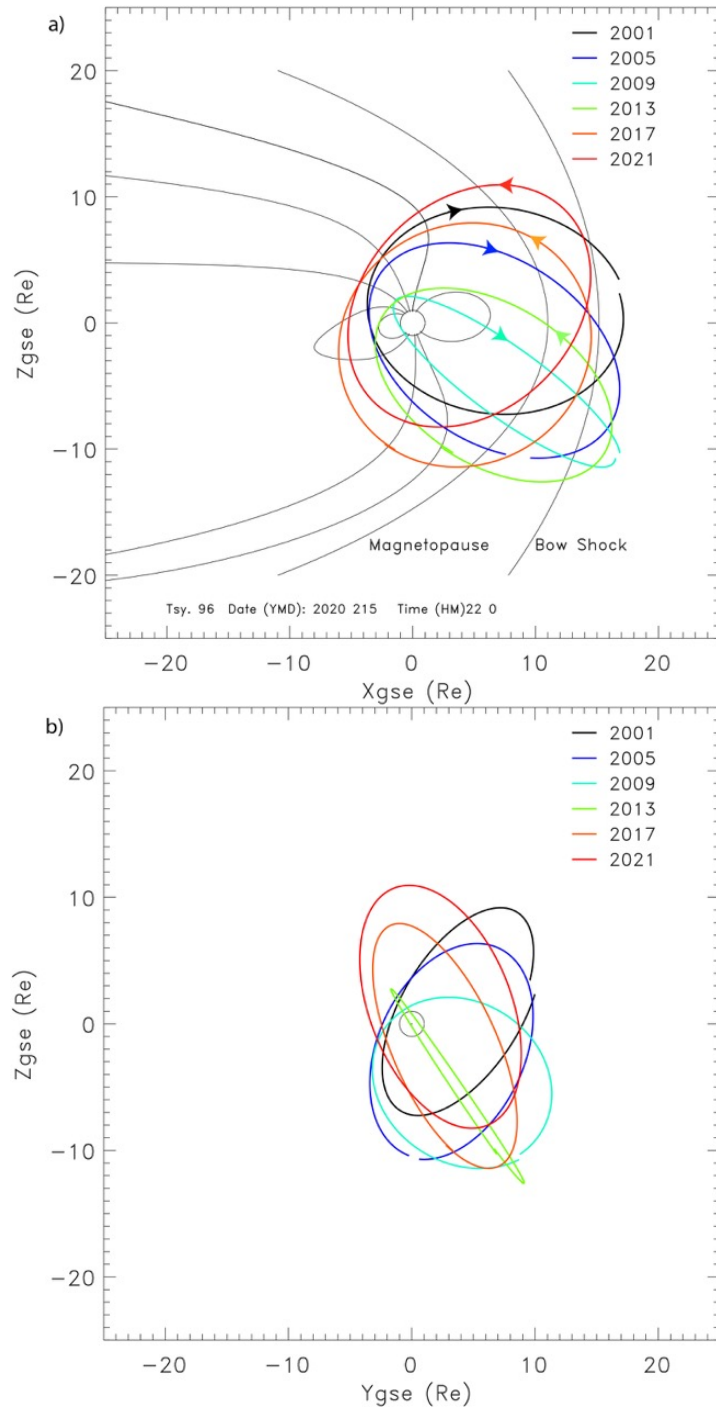 a)
2001
2005
2009
2013
2017
2021
20
10
0
−10
−20
Zgse (Re)
Magnetopause Bow Shock
Tsy. 96 Date (YMD): 2020 215 Time (HM)22 0
−20 −10 0 10 20
Xgse (Re)
b)
2001
2005
2009
2013
2017
2021
20
10
0
−10
−20
Zgse (Re)
−20 −10 0 10 20
Ygse (Re)